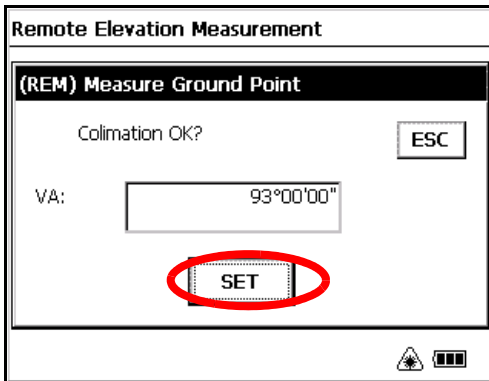 Remote Elevation Measurement
(REM) Measure Ground Point
Colimation OK?
ESC
VA:
93°00'00"
SET